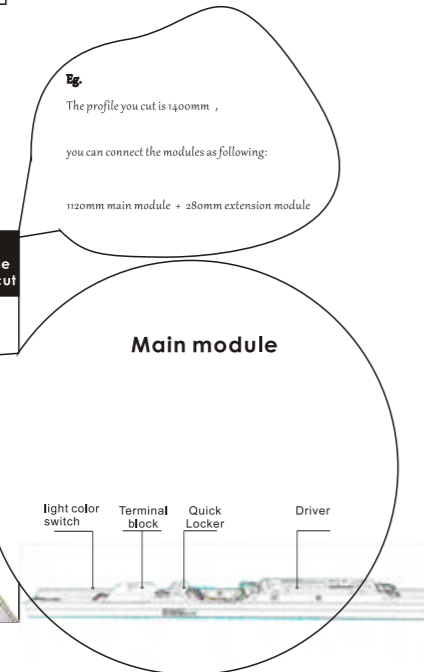 Eg.
The profile you cut is 1400mm ,
you can connect the modules as following:
1120mm main module + 280mm extension module
cut
Main module
light color
switch
Terminal
block
Quick
Locker
Driver